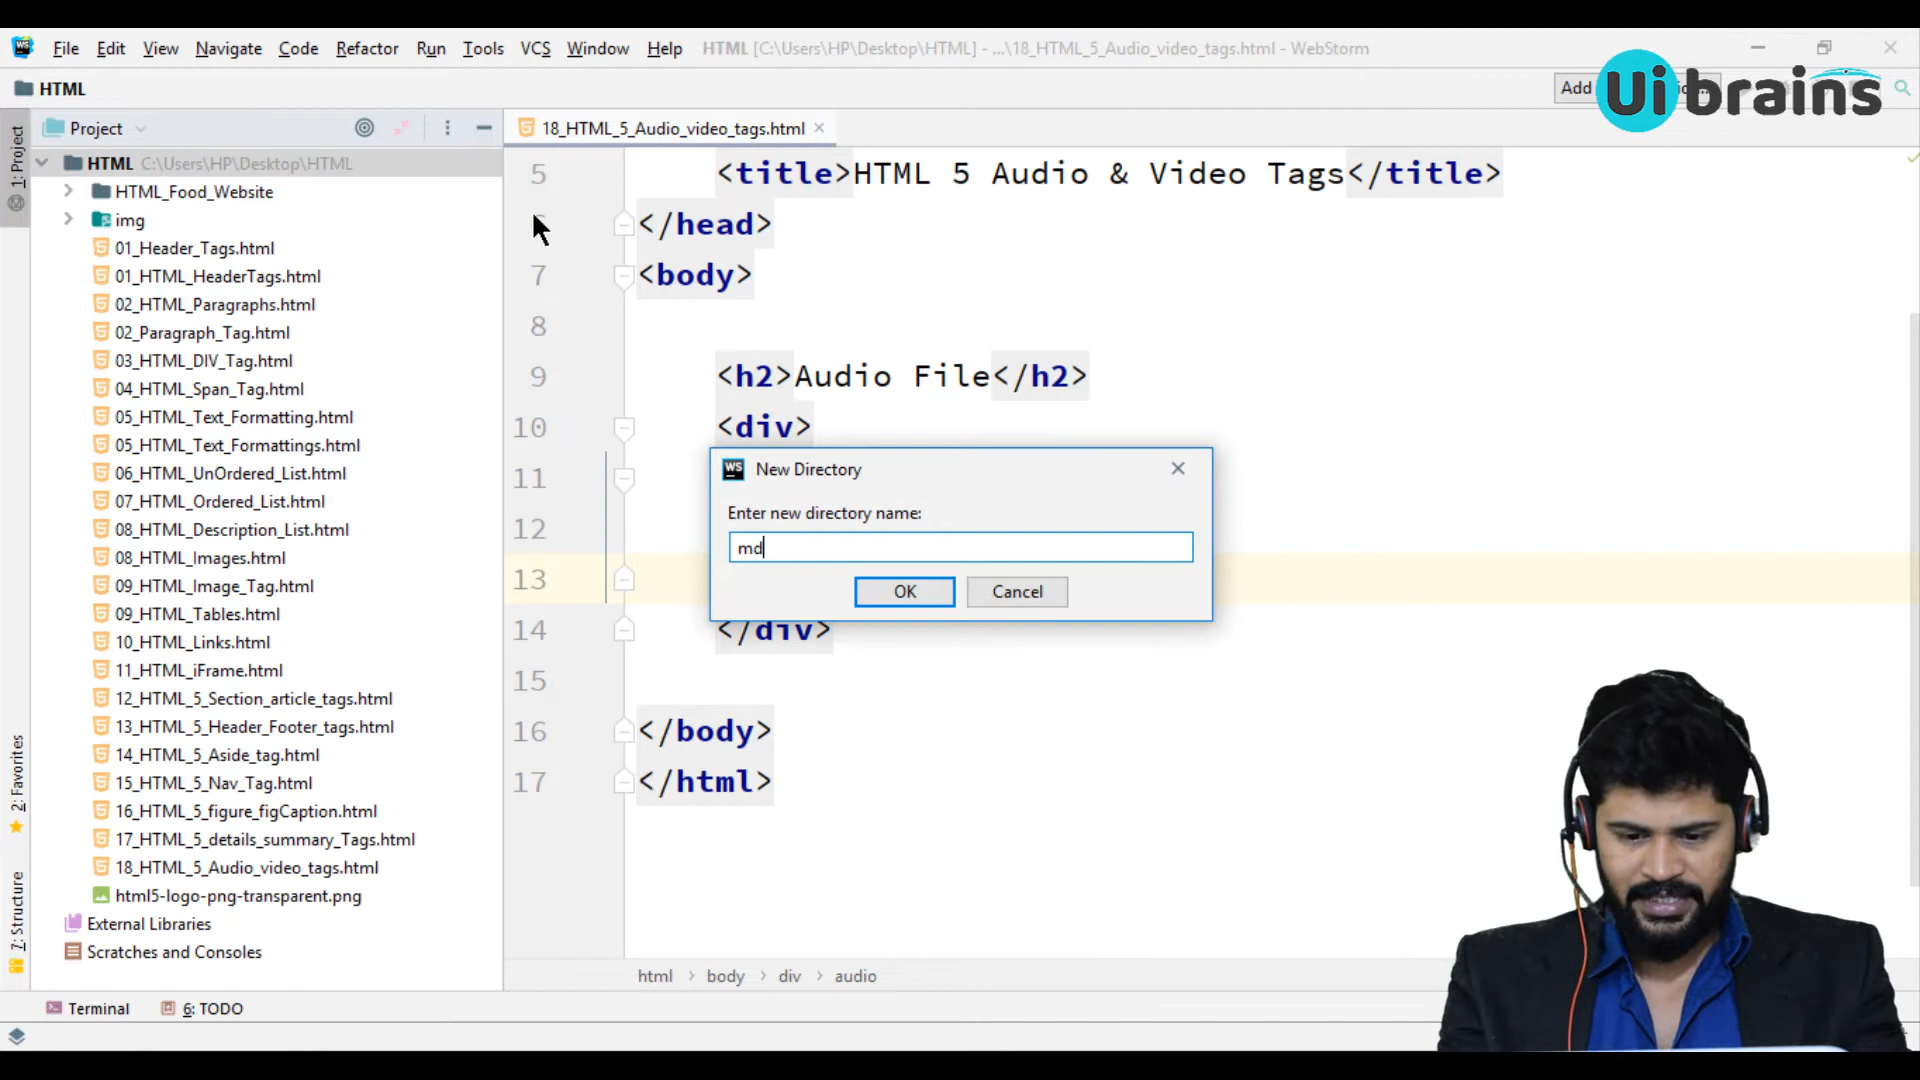 WS File Edit View Navigate Code Refactor Run Tools VCS Window Help HTML [C:\Users\HP\Desktop\HTML] - ...\18_HTML_5_Audio_video_tags.html - WebStorm
HTML
Add
Ui brains
1: Project
2: Favorites
7: Structure
Project
HTML C:\Users\HP\Desktop\HTML
HTML_Food_Website
img
01_Header_Tags.html
01_HTML_HeaderTags.html
02_HTML_Paragraphs.html
02_Paragraph_Tag.html
03_HTML_DIV_Tag.html
04_HTML_Span_Tag.html
05_HTML_Text_Formatting.html
05_HTML_Text_Formattings.html
06_HTML_UnOrdered_List.html
07_HTML_Ordered_List.html
08_HTML_Description_List.html
08_HTML_Images.html
09_HTML_Image_Tag.html
09_HTML_Tables.html
10_HTML_Links.html
11_HTML_iFrame.html
12_HTML_5_Section_article_tags.html
13_HTML_5_Header_Footer_tags.html
14_HTML_5_Aside_tag.html
15_HTML_5_Nav_Tag.html
16_HTML_5_figure_figCaption.html
17_HTML_5_details_summary_Tags.html
18_HTML_5_Audio_video_tags.html
html5-logo-png-transparent.png
External Libraries
Scratches and Consoles
18_HTML_5_Audio_video_tags.html
5 <title>HTML 5 Audio & Video Tags</title>
</head>
7 <body>
8
9 <h2>Audio File</h2>
10 <div>
11
12
13
14 </div>
15
16 </body>
17 </html>
WS New Directory
Enter new directory name:
md
OK Cancel
html > body > div > audio
Terminal 6: TODO